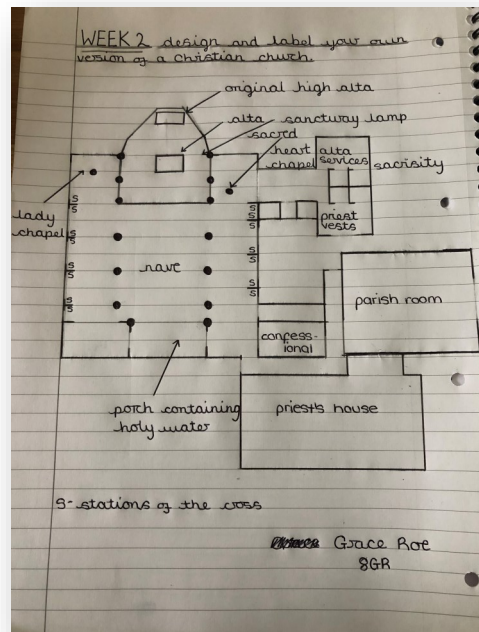 WEEK 2 design and label your own
version of a christian church.
original high alta
alta
sanctuary lamp
sacred
heart
chapel
alta
services
sacrisity
priest
vests
lady
chapel
S
S
S
S
S
S
S
S
S
S
S
S
S
S
nave
parish room
confess-
ional
porch containing
holy water
priest's house
S-stations of the cross
Grace Roe
8GR